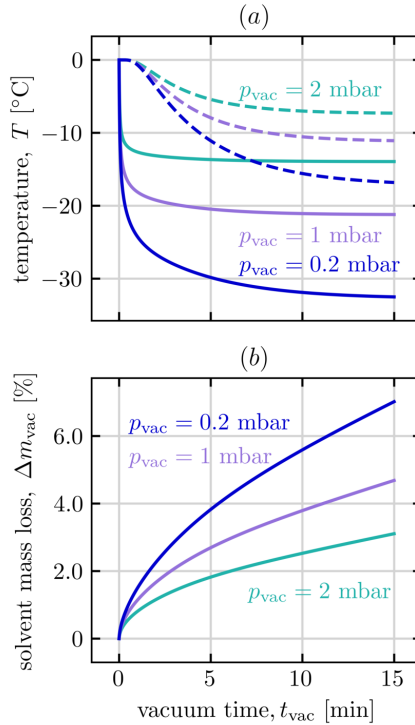 (a)
temperature, T [°C]
0
−10
−20
−30
p_vac = 2 mbar
p_vac = 1 mbar
p_vac = 0.2 mbar
(b)
solvent mass loss, Δm_vac [%]
6.0
4.0
2.0
0
p_vac = 0.2 mbar
p_vac = 1 mbar
p_vac = 2 mbar
0 5 10 15
vacuum time, t_vac [min]